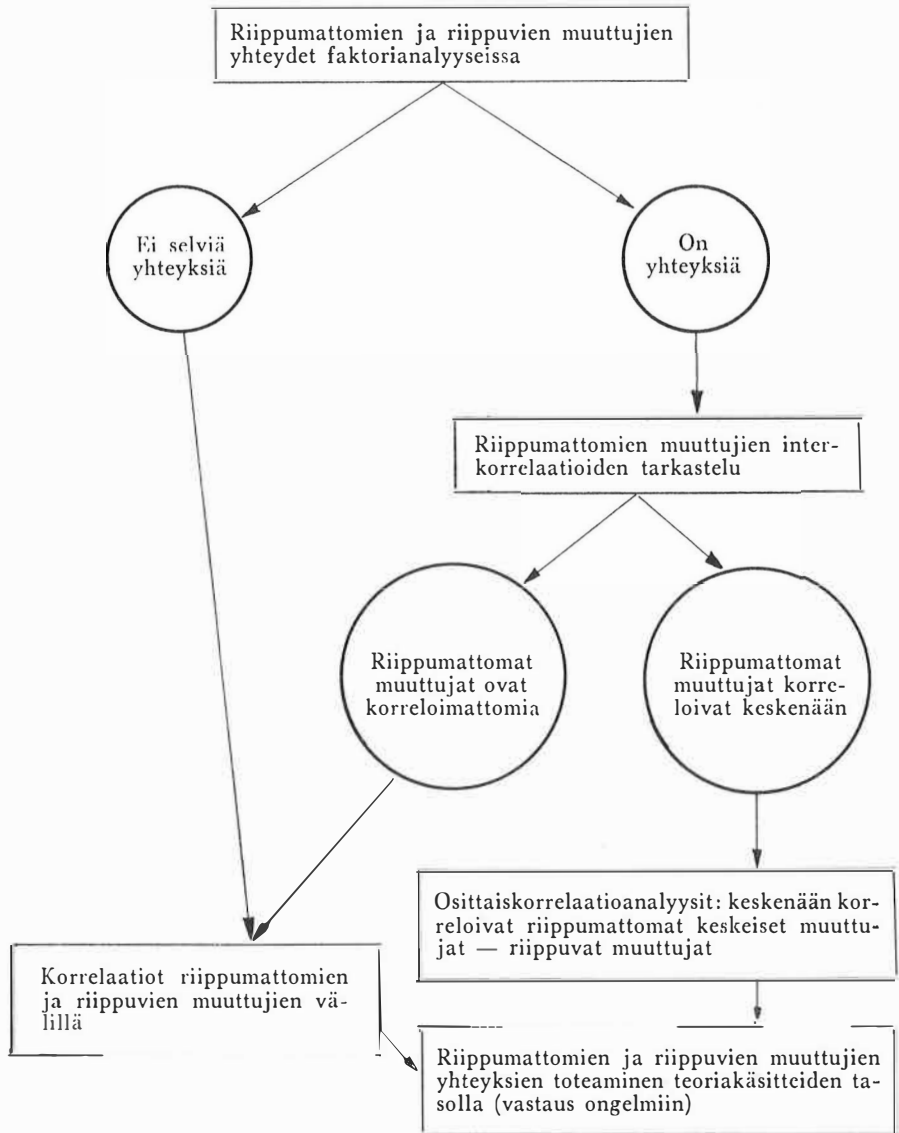 Riippumattomien ja riippuvien muuttujien
yhteydet faktorianalyyseissa
Ei selviä
yhteyksiä
On
yhteyksiä
Riippumattomien muuttujien inter-
korrelaatioiden tarkastelu
Riippumattomat
muuttujat ovat
korreloimattomia
Riippumattomat
muuttujat korre-
loivat keskenään
Osittaiskorrelaatioanalyysit: keskenään kor-
reloivat riippumattomat keskeiset muuttu-
jat — riippuvat muuttujat
Korrelaatiot riippumattomien
ja riippuvien muuttujien vä-
lillä
Riippumattomien ja riippuvien muuttujien
yhteyksien toteaminen teoriakäsitteiden ta-
solla (vastaus ongelmiin)